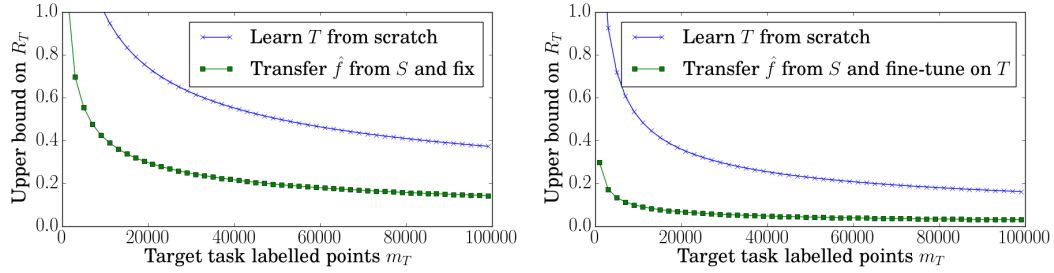 Upper bound on $R_T$
1.0
0.8
0.6
0.4
0.2
0.0
Learn $T$ from scratch
Transfer $\hat{f}$ from $S$ and fix
0 20000 40000 60000 80000 100000
Target task labelled points $m_T$
Upper bound on $R_T$
1.0
0.8
0.6
0.4
0.2
0.0
Learn $T$ from scratch
Transfer $\hat{f}$ from $S$ and fine-tune on $T$
0 20000 40000 60000 80000 100000
Target task labelled points $m_T$